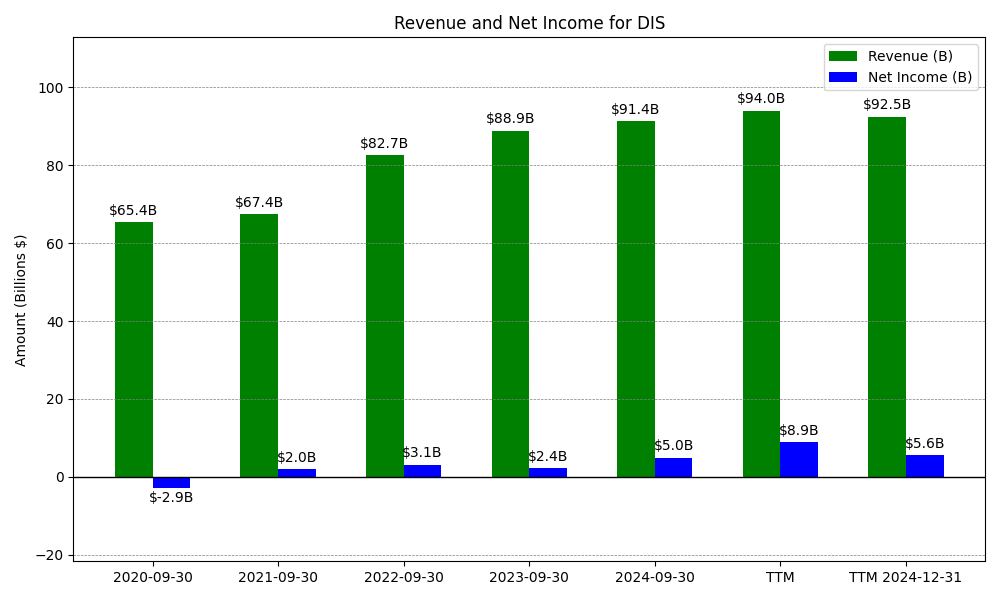 Revenue and Net Income for DIS
Revenue (B)
Net Income (B)
Amount (Billions $)
100
80
60
40
20
0
−20
$65.4B
$67.4B
$82.7B
$88.9B
$91.4B
$94.0B
$92.5B
$-2.9B
$2.0B
$3.1B
$2.4B
$5.0B
$8.9B
$5.6B
2020-09-30
2021-09-30
2022-09-30
2023-09-30
2024-09-30
TTM
TTM 2024-12-31